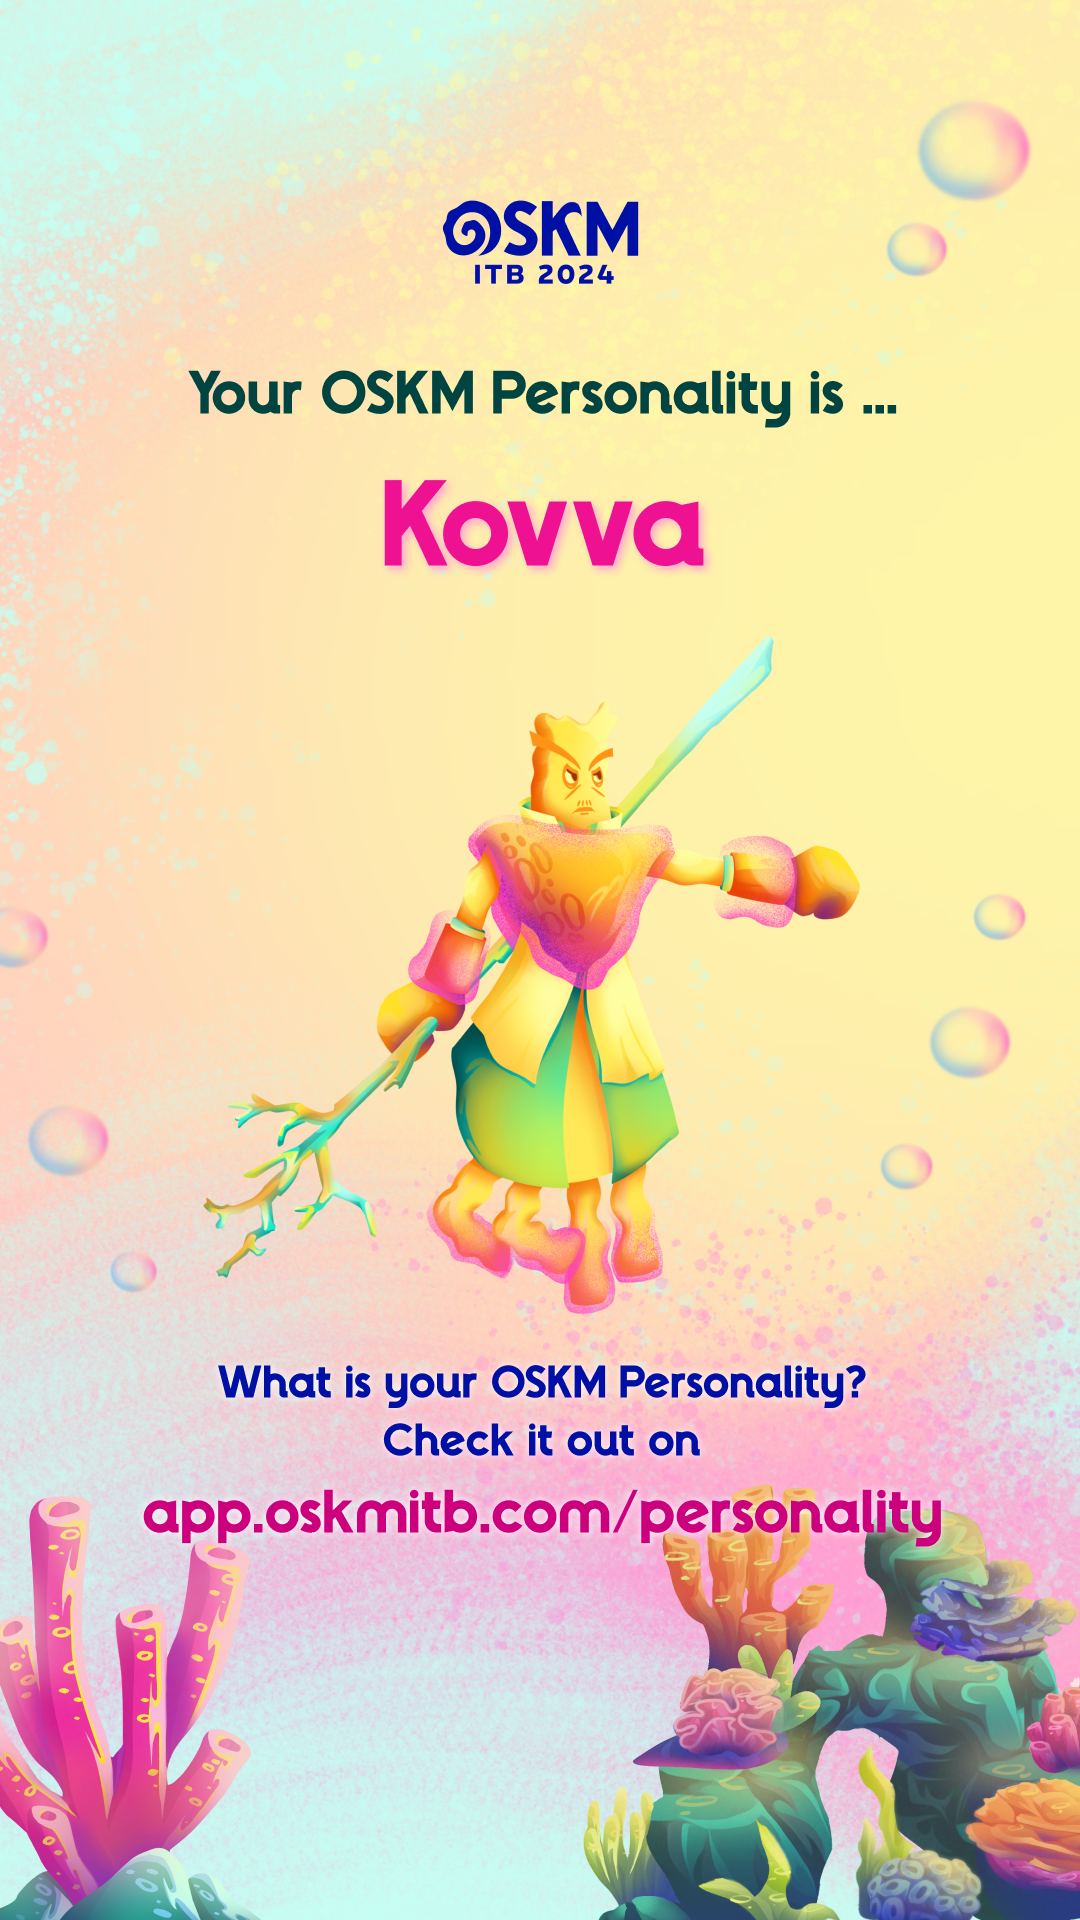 OSKM
ITB 2024
Your OSKM Personality is ...
Kovva
What is your OSKM Personality?
Check it out on
app.oskmitb.com/personality